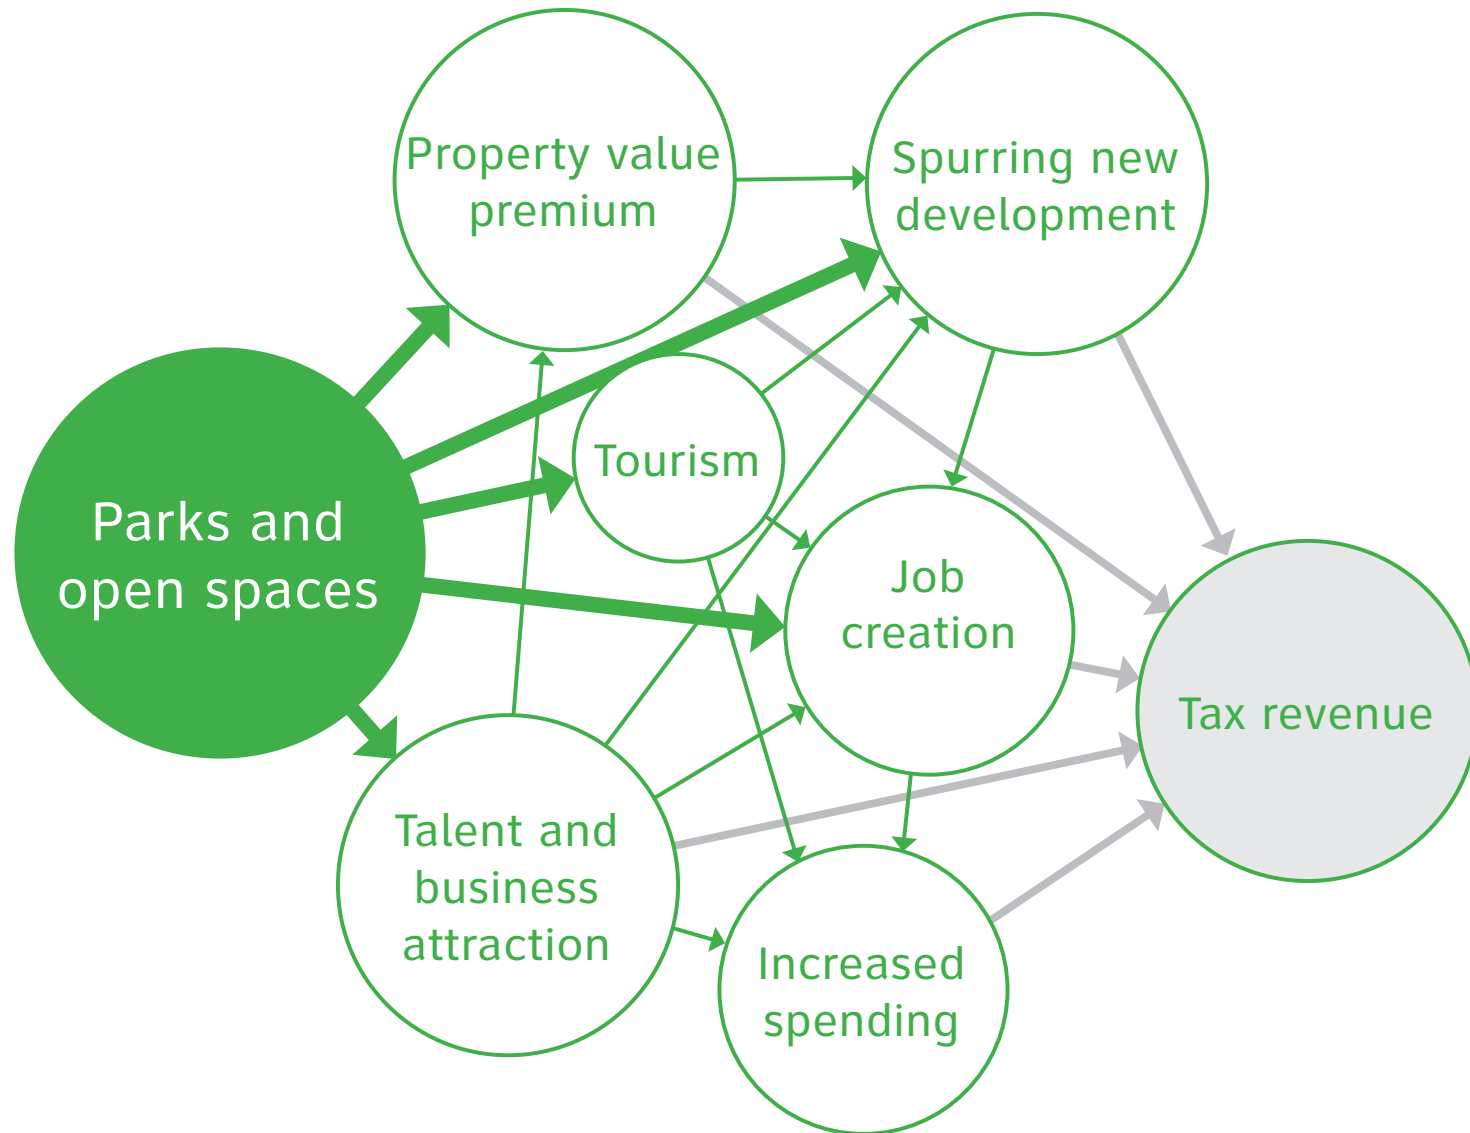 Property value
premium
Spurring new
development
Tourism
Parks and
open spaces
Job
creation
Tax revenue
Talent and
business
attraction
Increased
spending